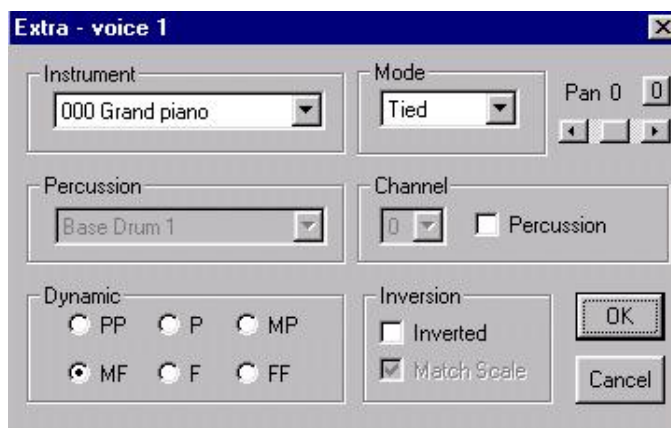 Extra - voice 1
Instrument
000 Grand piano
Mode
Tied
Pan 0
0
Percussion
Base Drum 1
Channel
0
Percussion
Dynamic
PP
P
MP
MF
F
FF
Inversion
Inverted
Match Scale
OK
Cancel